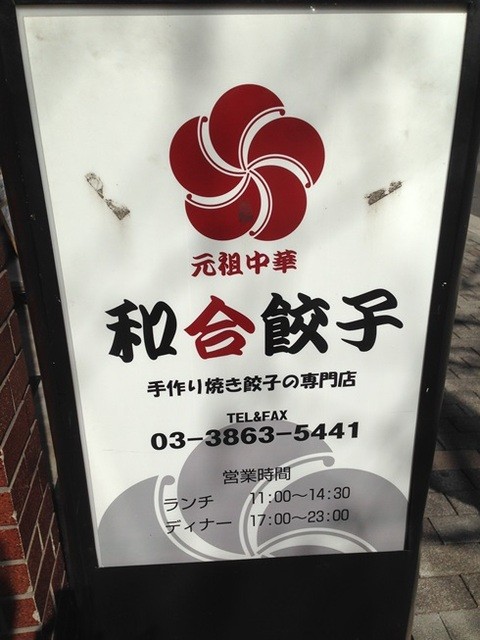 元祖中華
和合餃子
手作り焼き餃子の専門店
TEL&FAX
03-3863-5441
営業時間
ランチ 11:00〜14:30
ディナー 17:00〜23:00